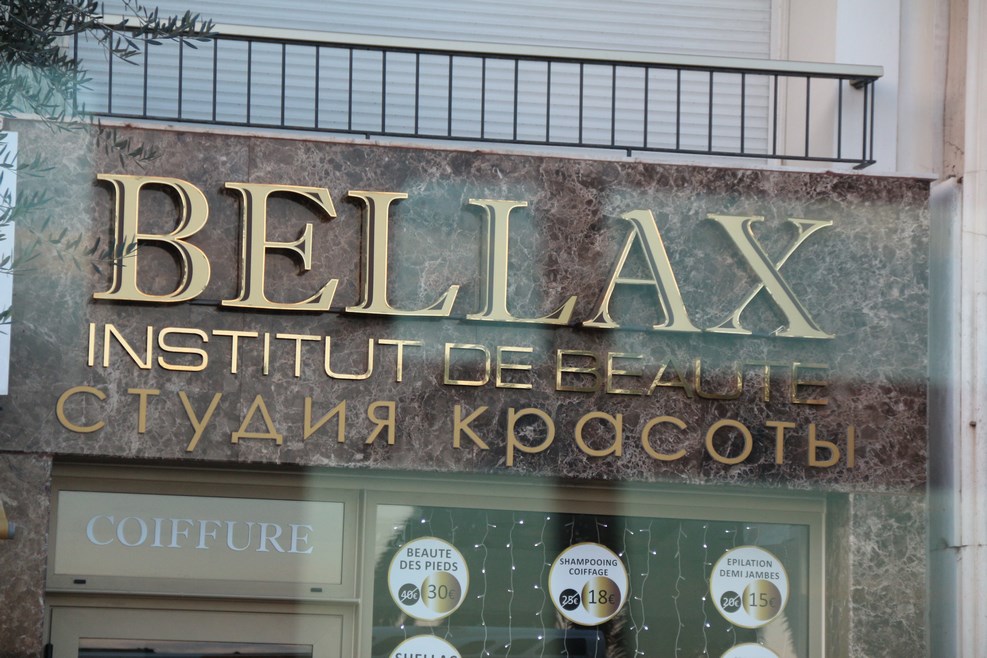 BELLAX
INSTITUT DE BEAUTE
студия красоты
COIFFURE
BEAUTE
DES PIEDS
40€ 30€
SHAMPOOING
COIFFAGE
25€ 18€
EPILATION
DEMI JAMBES
20€ 15€
SHELLAC